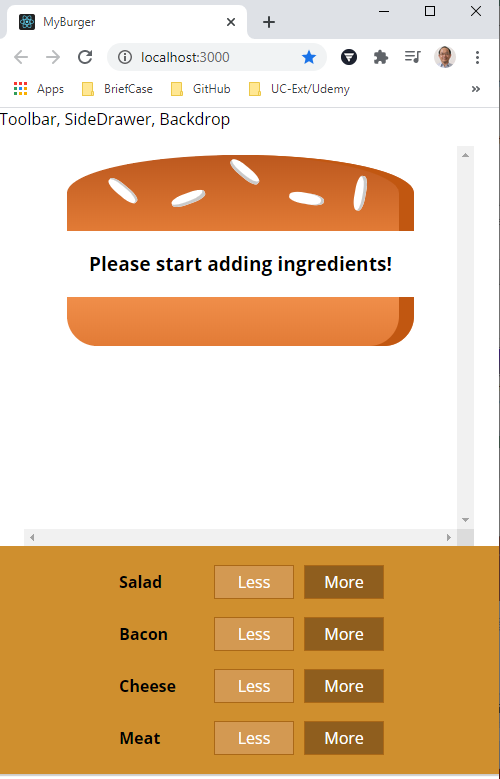 MyBurger
localhost:3000
Apps BriefCase GitHub UC-Ext/Udemy
Toolbar, SideDrawer, Backdrop
Please start adding ingredients!
Salad Less More
Bacon Less More
Cheese Less More
Meat Less More